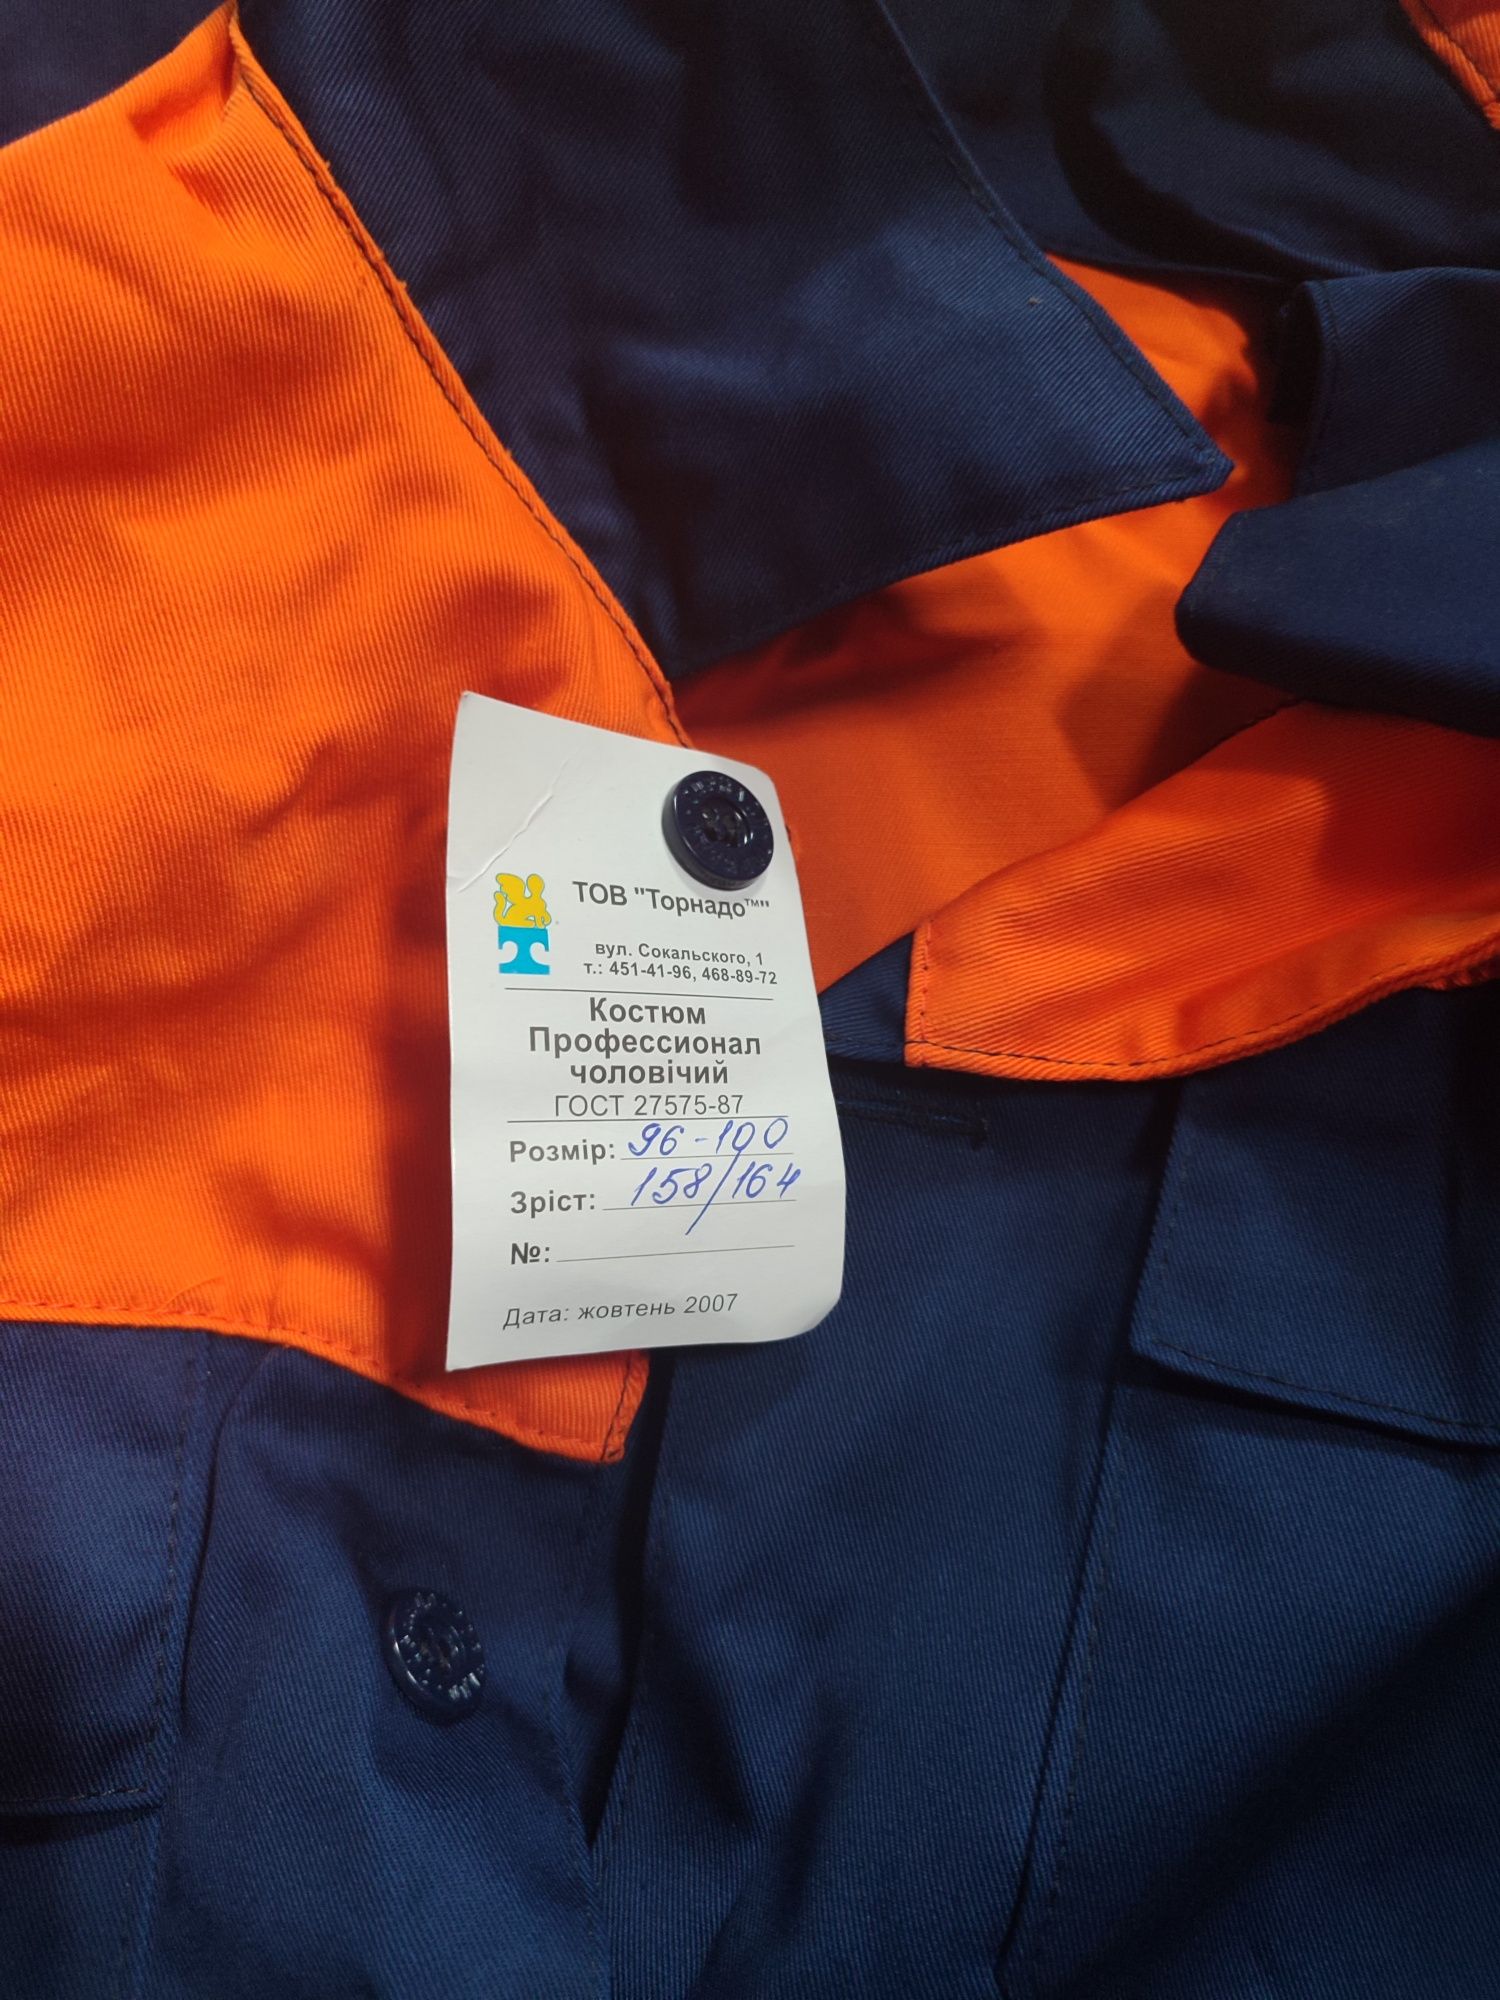 ТОВ "Торнадо™"
вул. Сокальского, 1
т.: 451-41-96, 468-89-72
Костюм
Профессионал
чоловічий
ГОСТ 27575-87
Розмір: 96-100
Зріст: 158/164
№:
Дата: жовтень 2007